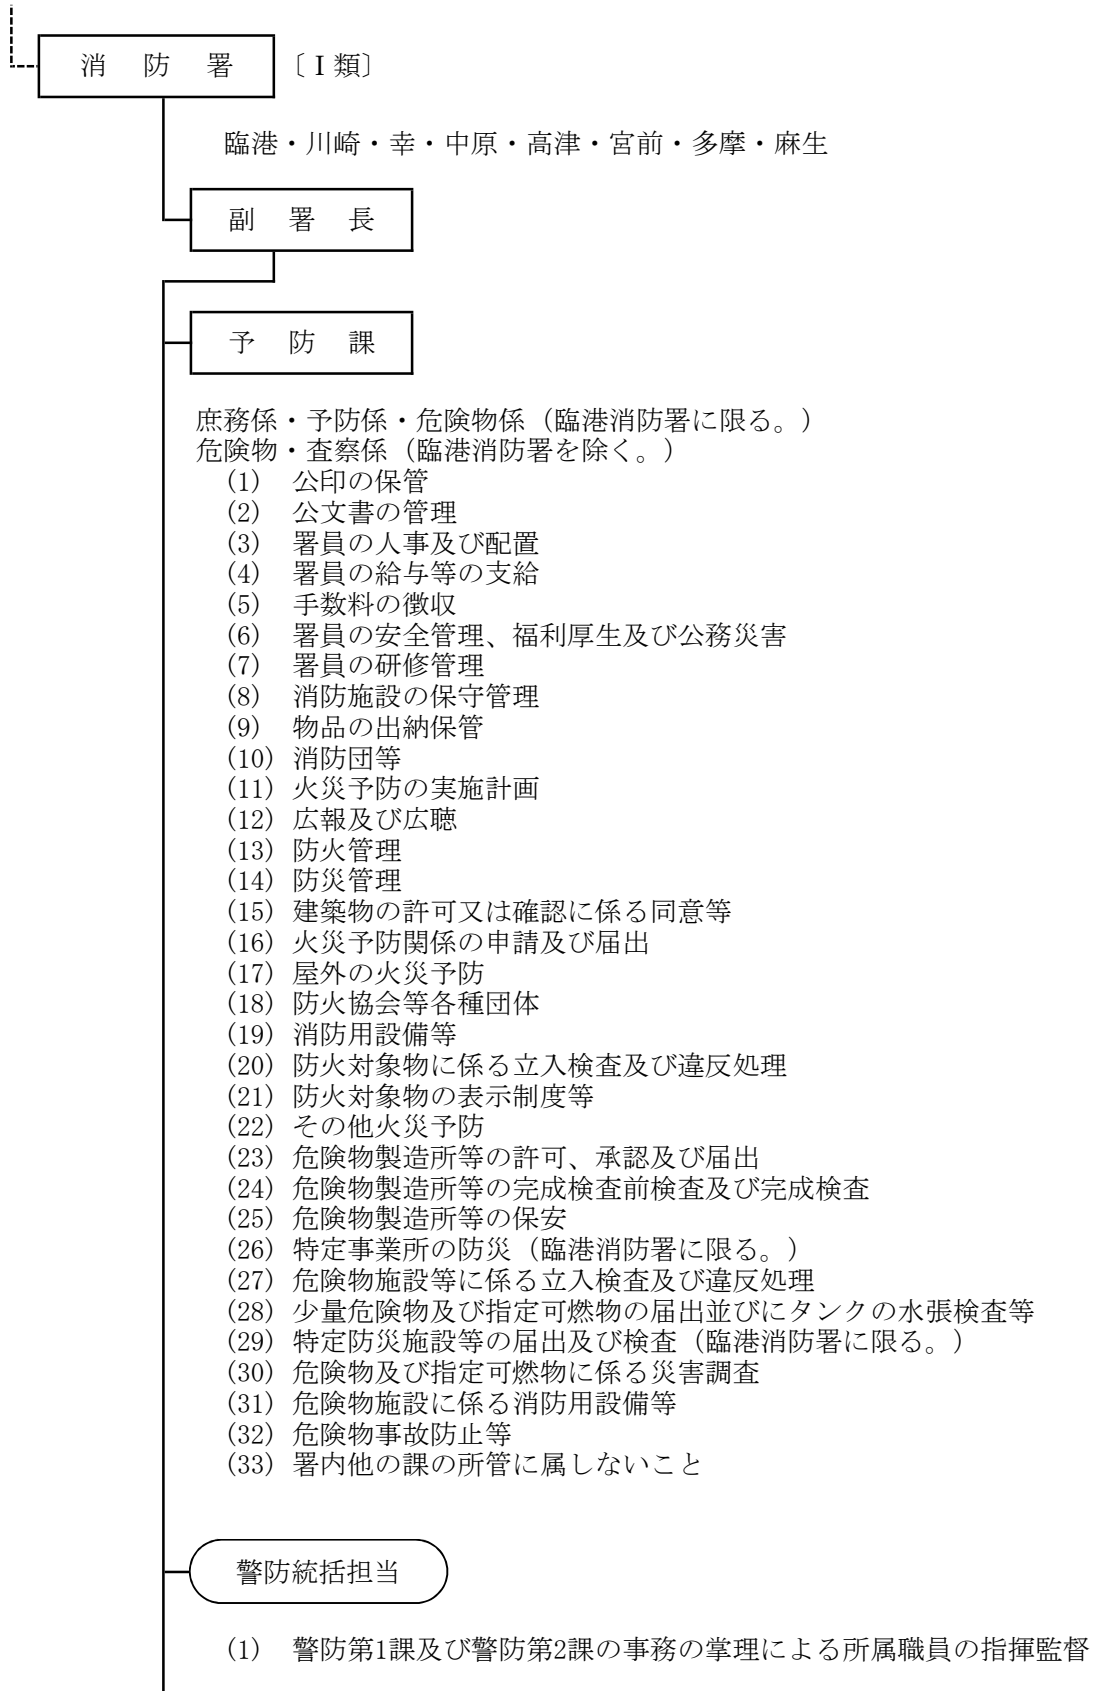 消　防　署 〔Ⅰ類〕
臨港・川崎・幸・中原・高津・宮前・多摩・麻生
副　署　長
予　防　課
庶務係・予防係・危険物係（臨港消防署に限る。）
危険物・査察係（臨港消防署を除く。）
(1)　公印の保管
(2)　公文書の管理
(3)　署員の人事及び配置
(4)　署員の給与等の支給
(5)　手数料の徴収
(6)　署員の安全管理、福利厚生及び公務災害
(7)　署員の研修管理
(8)　消防施設の保守管理
(9)　物品の出納保管
(10) 消防団等
(11) 火災予防の実施計画
(12) 広報及び広聴
(13) 防火管理
(14) 防災管理
(15) 建築物の許可又は確認に係る同意等
(16) 火災予防関係の申請及び届出
(17) 屋外の火災予防
(18) 防火協会等各種団体
(19) 消防用設備等
(20) 防火対象物に係る立入検査及び違反処理
(21) 防火対象物の表示制度等
(22) その他火災予防
(23) 危険物製造所等の許可、承認及び届出
(24) 危険物製造所等の完成検査前検査及び完成検査
(25) 危険物製造所等の保安
(26) 特定事業所の防災（臨港消防署に限る。）
(27) 危険物施設等に係る立入検査及び違反処理
(28) 少量危険物及び指定可燃物の届出並びにタンクの水張検査等
(29) 特定防災施設等の届出及び検査（臨港消防署に限る。）
(30) 危険物及び指定可燃物に係る災害調査
(31) 危険物施設に係る消防用設備等
(32) 危険物事故防止等
(33) 署内他の課の所管に属しないこと
警防統括担当
(1)　警防第1課及び警防第2課の事務の掌理による所属職員の指揮監督